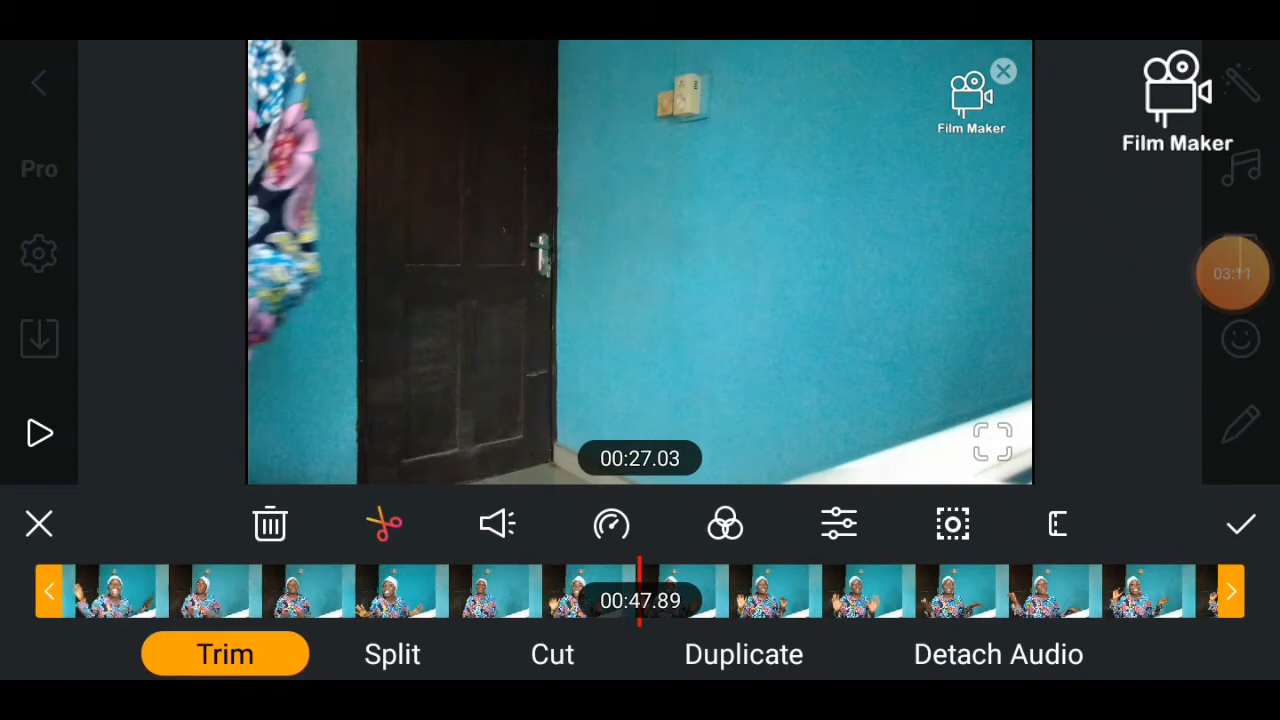 Film Maker
Film Maker
Pro
03:11
00:27.03
00:47.89
Trim
Split
Cut
Duplicate
Detach Audio